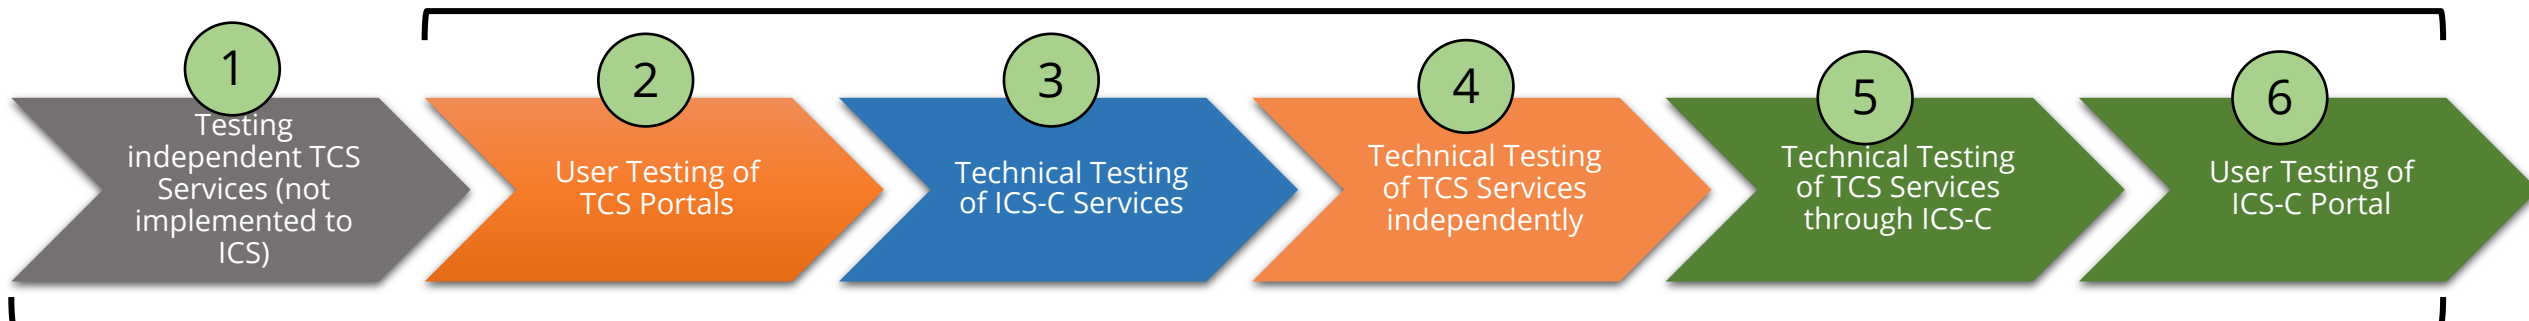 1
Testing
independent TCS
Services (not
implemented to
ICS)
2
User Testing of
TCS Portals
3
Technical Testing
of ICS-C Services
4
Technical Testing
of TCS Services
independently
5
Technical Testing
of TCS Services
through ICS-C
6
User Testing of
ICS-C Portal